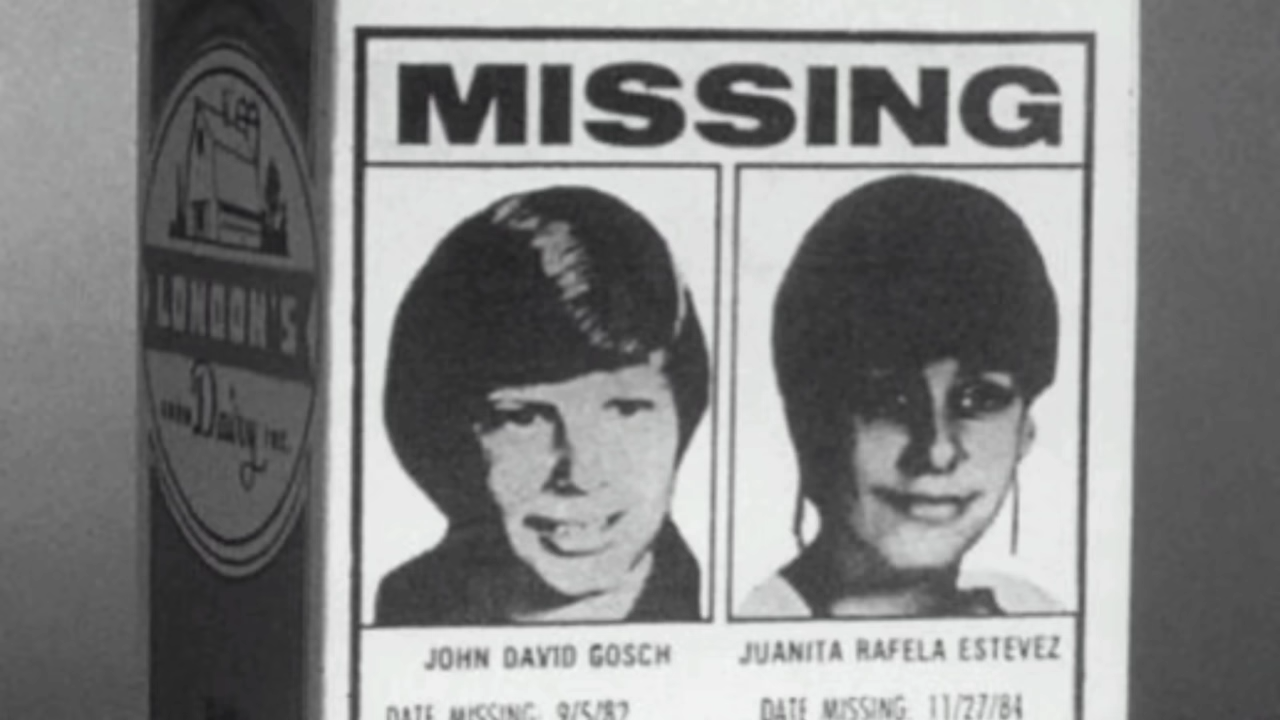 MISSING
LONDON'S
Dairy INC.
JOHN DAVID GOSCH
JUANITA RAFELA ESTEVEZ
DATE MISSING. 9/5/82
DATE MISSING. 11/27/84